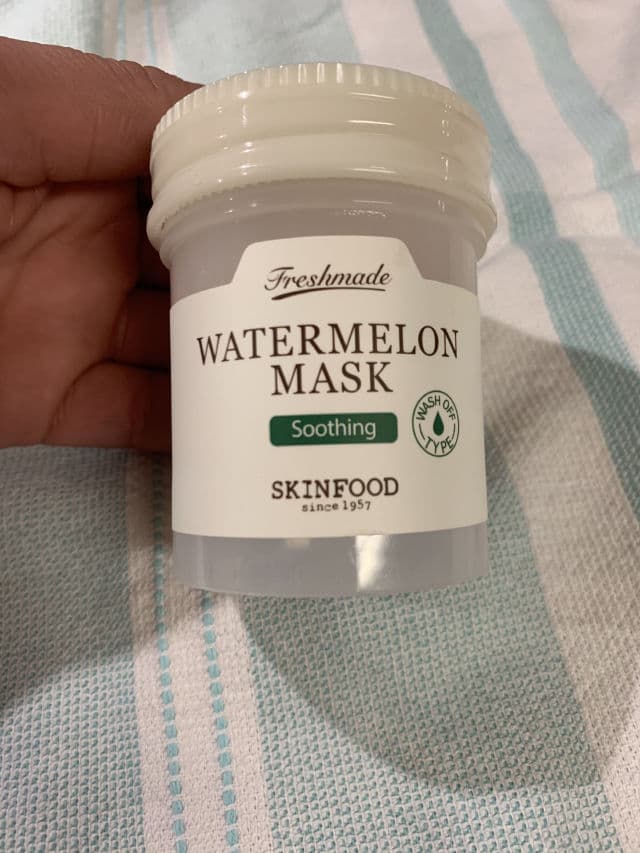 Freshmade
WATERMELON
MASK
Soothing
WASH OFF
TYPE
SKINFOOD
since 1957